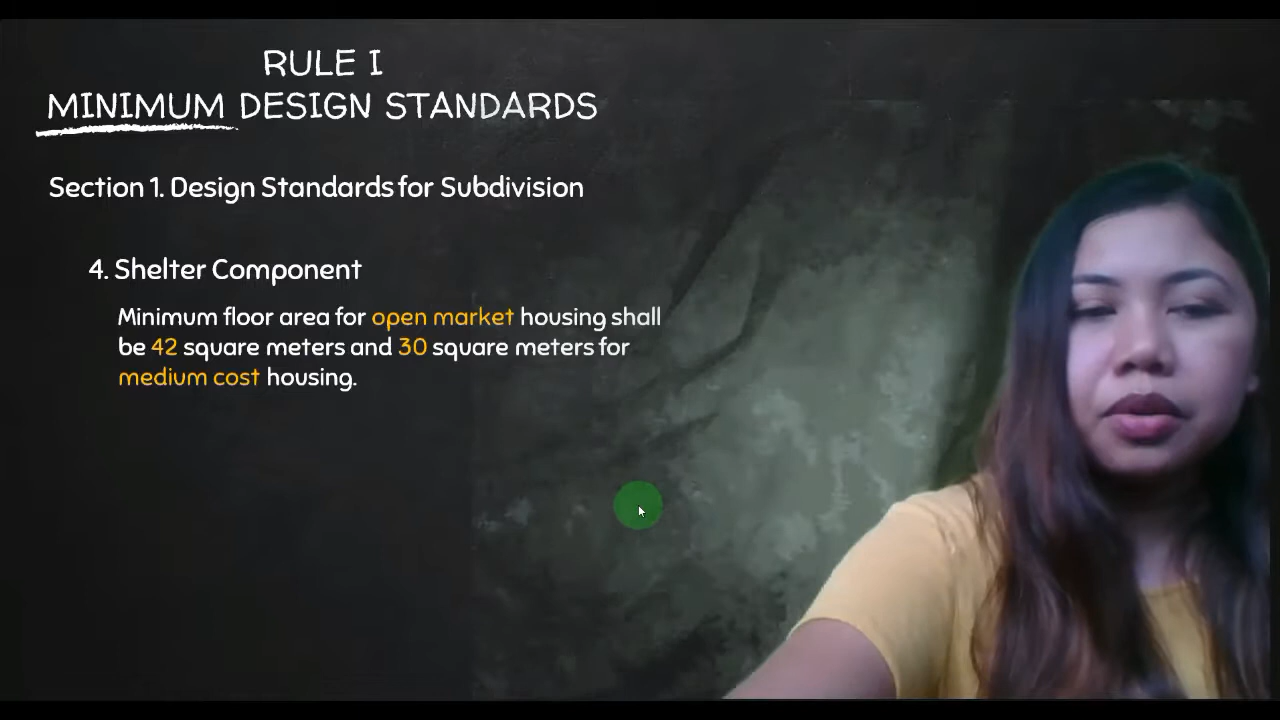 RULE I
MINIMUM DESIGN STANDARDS
Section 1. Design Standards for Subdivision
4. Shelter Component
Minimum floor area for open market housing shall
be 42 square meters and 30 square meters for
medium cost housing.